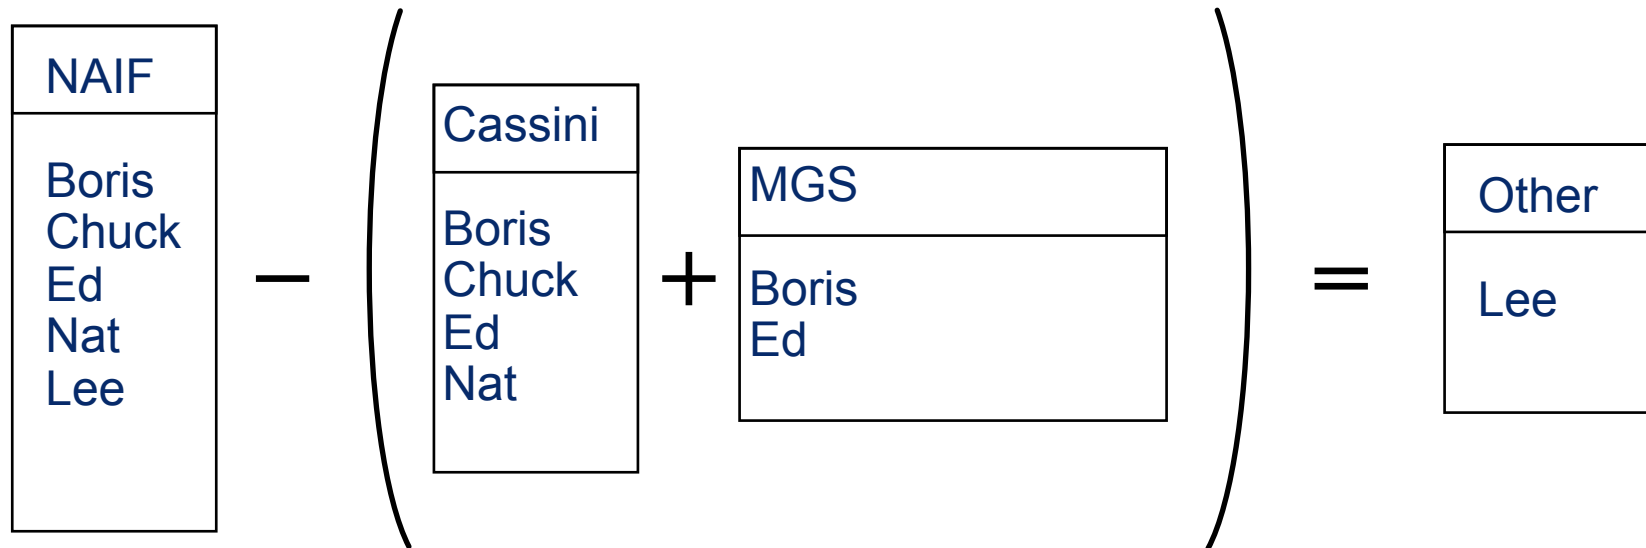 NAIF
Boris
Chuck
Ed
Nat
Lee
−
Cassini
Boris
Chuck
Ed
Nat
+
MGS
Boris
Ed
=
Other
Lee